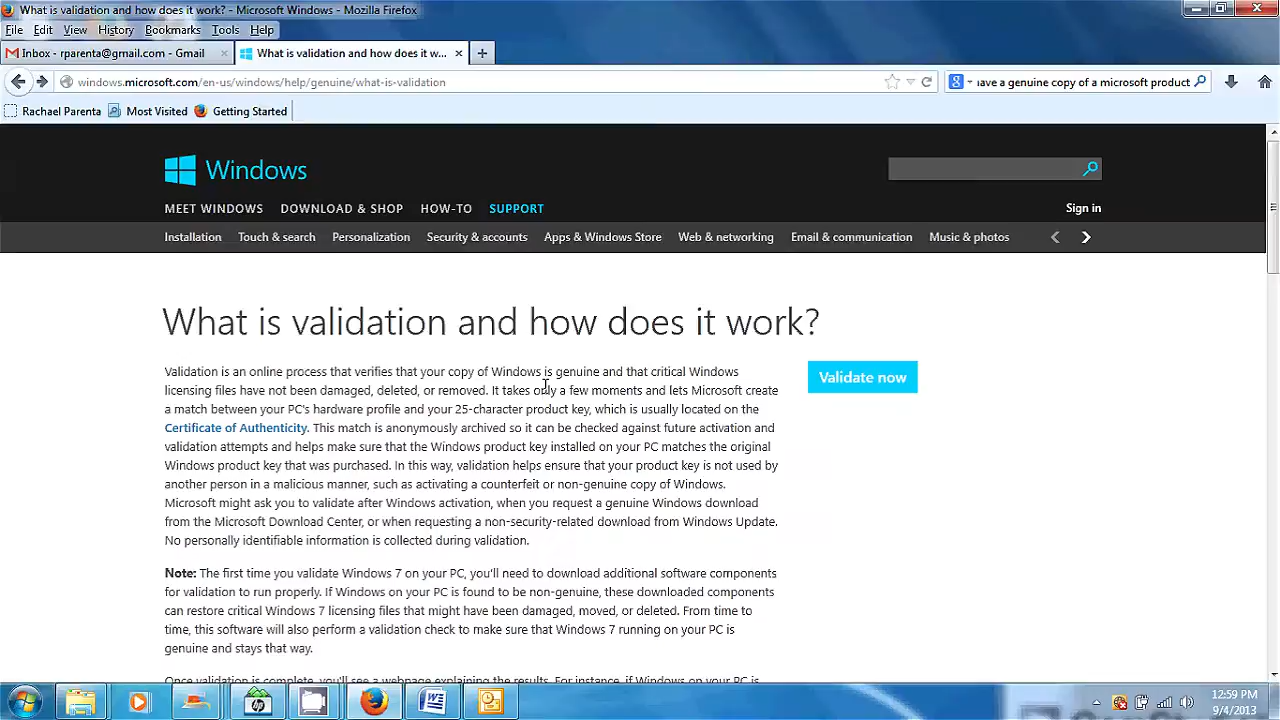 What is validation and how does it work? - Microsoft Windows - Mozilla Firefox
File Edit View History Bookmarks Tools Help
Inbox - rparenta@gmail.com - Gmail × What is validation and how does it w... × +
windows.microsoft.com/en-us/windows/help/genuine/what-is-validation ave a genuine copy of a microsoft product
Rachael Parenta Most Visited Getting Started
Windows
MEET WINDOWS DOWNLOAD & SHOP HOW-TO SUPPORT Sign in
Installation Touch & search Personalization Security & accounts Apps & Windows Store Web & networking Email & communication Music & photos
What is validation and how does it work?
Validation is an online process that verifies that your copy of Windows is genuine and that critical Windows
licensing files have not been damaged, deleted, or removed. It takes only a few moments and lets Microsoft create
a match between your PC's hardware profile and your 25-character product key, which is usually located on the
Certificate of Authenticity. This match is anonymously archived so it can be checked against future activation and
validation attempts and helps make sure that the Windows product key installed on your PC matches the original
Windows product key that was purchased. In this way, validation helps ensure that your product key is not used by
another person in a malicious manner, such as activating a counterfeit or non-genuine copy of Windows.
Microsoft might ask you to validate after Windows activation, when you request a genuine Windows download
from the Microsoft Download Center, or when requesting a non-security-related download from Windows Update.
No personally identifiable information is collected during validation.
Validate now
Note: The first time you validate Windows 7 on your PC, you'll need to download additional software components
for validation to run properly. If Windows on your PC is found to be non-genuine, these downloaded components
can restore critical Windows 7 licensing files that might have been damaged, moved, or deleted. From time to
time, this software will also perform a validation check to make sure that Windows 7 running on your PC is
genuine and stays that way.
Once validation is complete, you'll see a webpage explaining the results. For instance, if Windows on your PC is
12:59 PM
9/4/2013